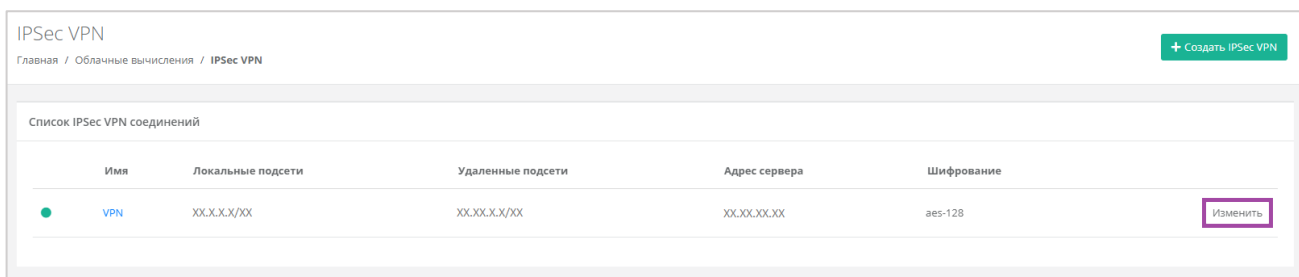 IPSec VPN
+ Создать IPSec VPN
Главная / Облачные вычисления / IPSec VPN
Список IPSec VPN соединений
Имя Локальные подсети Удаленные подсети Адрес сервера Шифрование
VPN XX.X.X.X/XX XX.XX.X.X/XX XX.XX.XX.XX aes-128 Изменить